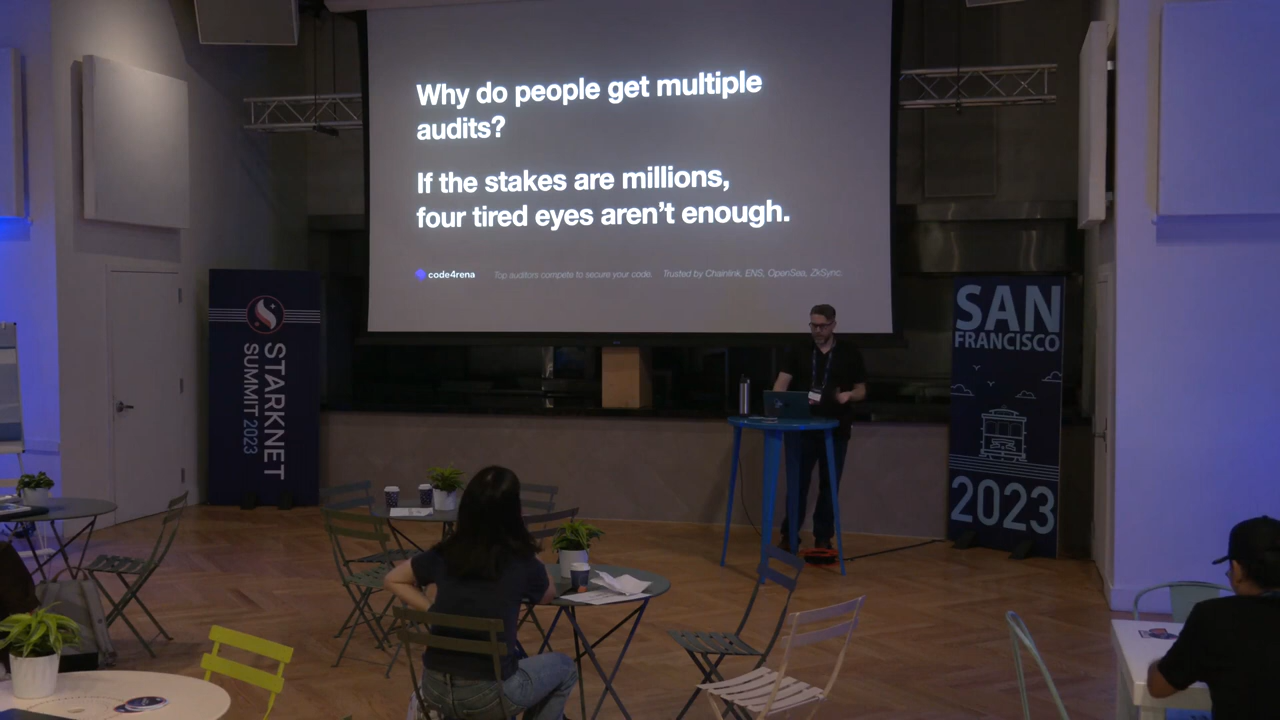 Why do people get multiple
audits?
If the stakes are millions,
four tired eyes aren’t enough.
code4rena
Top auditors compete to secure your code. Trusted by Chainlink, ENS, OpenSea, ZkSync.
STARKNET
SUMMIT 2023
SAN
FRANCISCO
2023